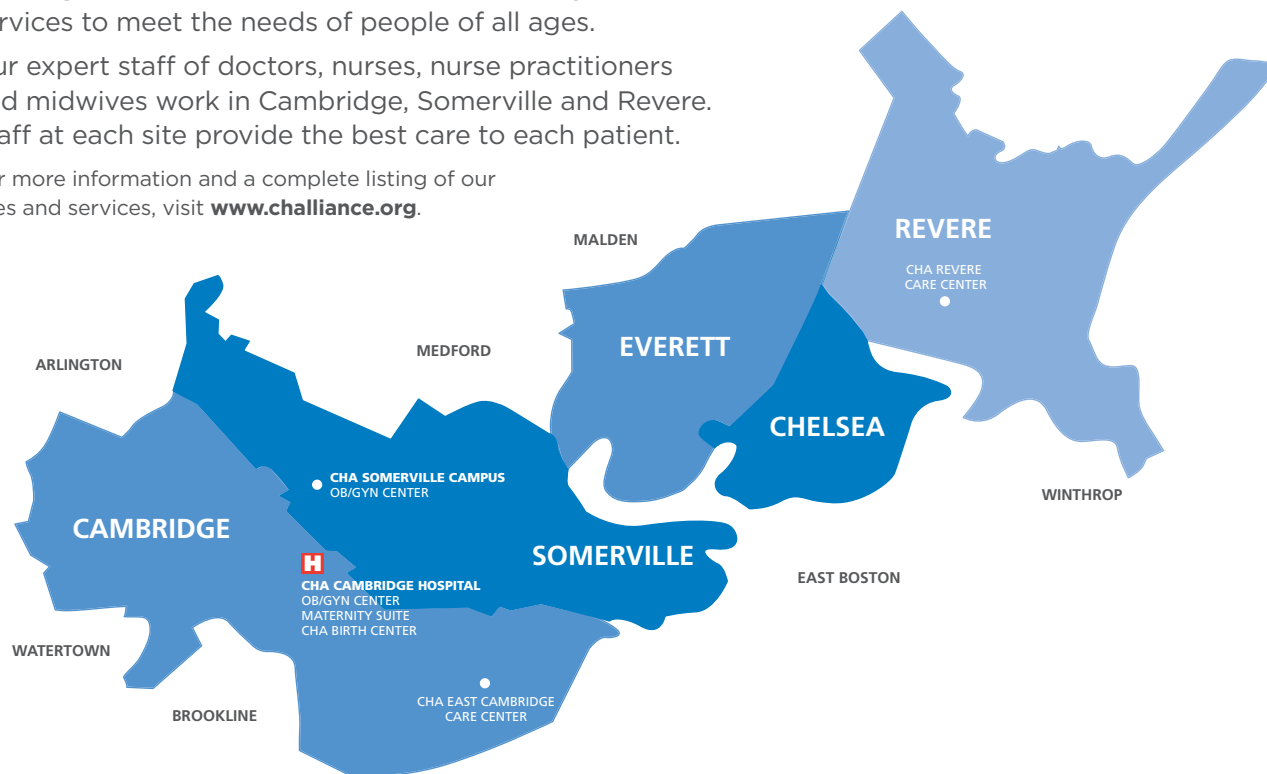 rvices to meet the needs of people of all ages.
ur expert staff of doctors, nurses, nurse practitioners
d midwives work in Cambridge, Somerville and Revere.
aff at each site provide the best care to each patient.
r more information and a complete listing of our
es and services, visit www.challiance.org.
MALDEN
REVERE
CHA REVERE
CARE CENTER
EVERETT
MEDFORD
ARLINGTON
CHELSEA
CHA SOMERVILLE CAMPUS
OB/GYN CENTER
WINTHROP
CAMBRIDGE
SOMERVILLE
H
CHA CAMBRIDGE HOSPITAL
OB/GYN CENTER
MATERNITY SUITE
CHA BIRTH CENTER
EAST BOSTON
WATERTOWN
CHA EAST CAMBRIDGE
CARE CENTER
BROOKLINE